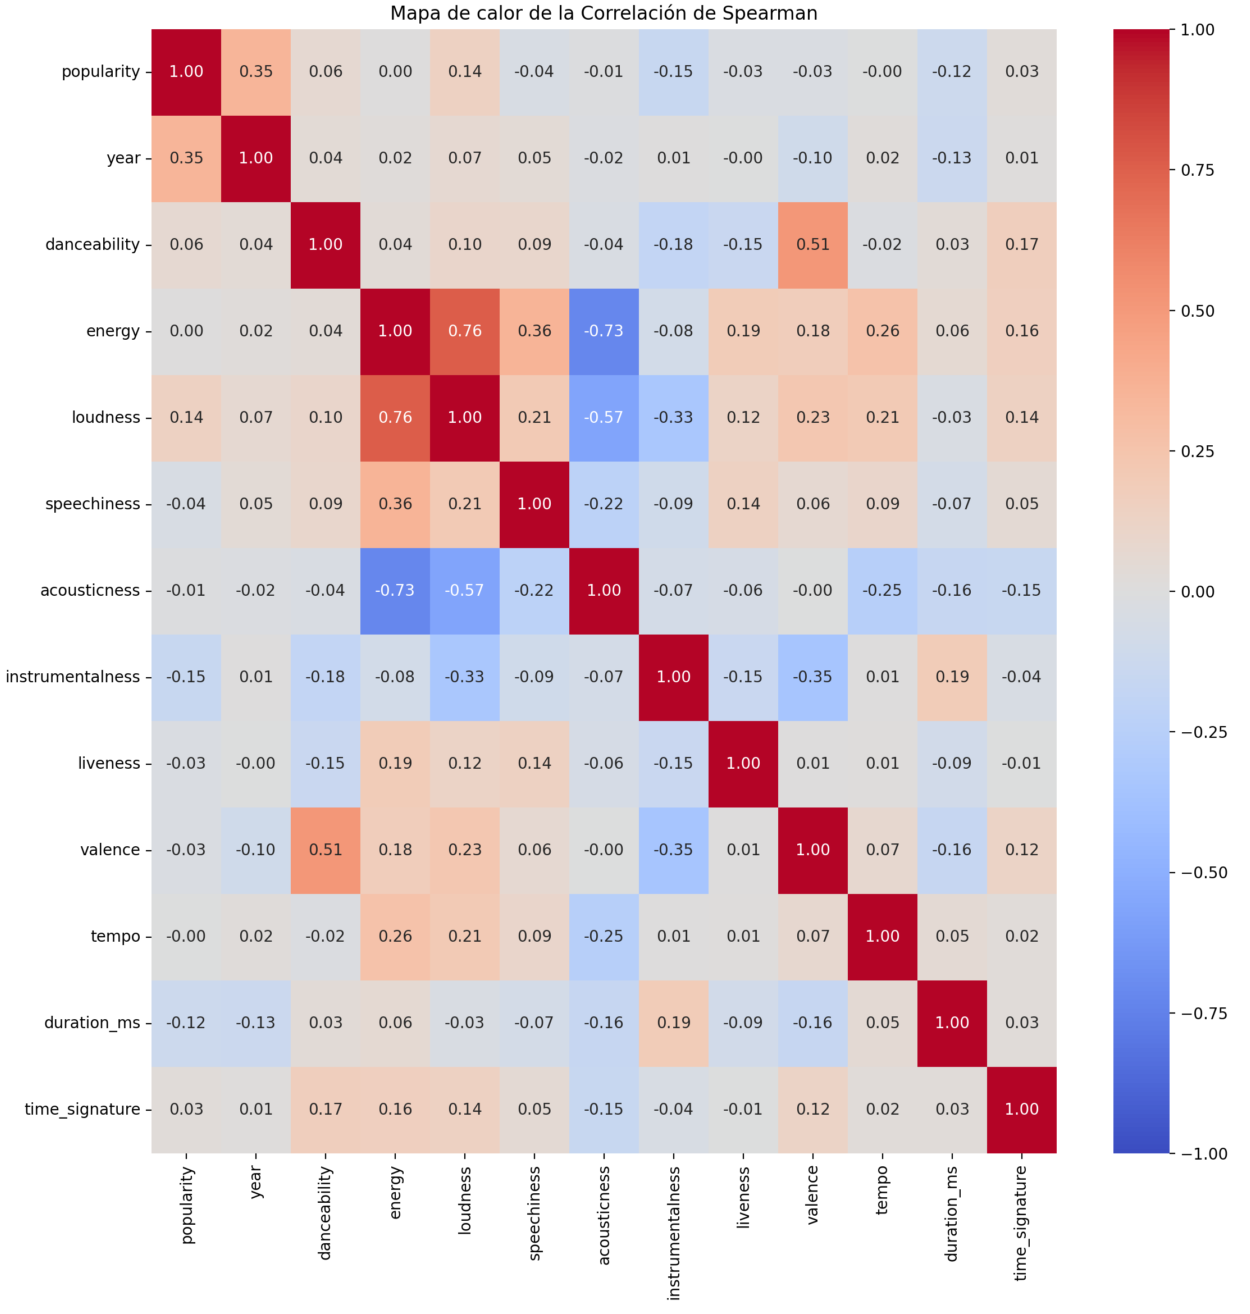 Mapa de calor de la Correlación de Spearman
popularity 1.00 0.35 0.06 0.00 0.14 -0.04 -0.01 -0.15 -0.03 -0.03 -0.00 -0.12 0.03
year 0.35 1.00 0.04 0.02 0.07 0.05 -0.02 0.01 -0.00 -0.10 0.02 -0.13 0.01
danceability 0.06 0.04 1.00 0.04 0.10 0.09 -0.04 -0.18 -0.15 0.51 -0.02 0.03 0.17
energy 0.00 0.02 0.04 1.00 0.76 0.36 -0.73 -0.08 0.19 0.18 0.26 0.06 0.16
loudness 0.14 0.07 0.10 0.76 1.00 0.21 -0.57 -0.33 0.12 0.23 0.21 -0.03 0.14
speechiness -0.04 0.05 0.09 0.36 0.21 1.00 -0.22 -0.09 0.14 0.06 0.09 -0.07 0.05
acousticness -0.01 -0.02 -0.04 -0.73 -0.57 -0.22 1.00 -0.07 -0.06 -0.00 -0.25 -0.16 -0.15
instrumentalness -0.15 0.01 -0.18 -0.08 -0.33 -0.09 -0.07 1.00 -0.15 -0.35 0.01 0.19 -0.04
liveness -0.03 -0.00 -0.15 0.19 0.12 0.14 -0.06 -0.15 1.00 0.01 0.01 -0.09 -0.01
valence -0.03 -0.10 0.51 0.18 0.23 0.06 -0.00 -0.35 0.01 1.00 0.07 -0.16 0.12
tempo -0.00 0.02 -0.02 0.26 0.21 0.09 -0.25 0.01 0.01 0.07 1.00 0.05 0.02
duration_ms -0.12 -0.13 0.03 0.06 -0.03 -0.07 -0.16 0.19 -0.09 -0.16 0.05 1.00 0.03
time_signature 0.03 0.01 0.17 0.16 0.14 0.05 -0.15 -0.04 -0.01 0.12 0.02 0.03 1.00
popularity
year
danceability
energy
loudness
speechiness
acousticness
instrumentalness
liveness
valence
tempo
duration_ms
time_signature
1.00
0.75
0.50
0.25
0.00
−0.25
−0.50
−0.75
−1.00